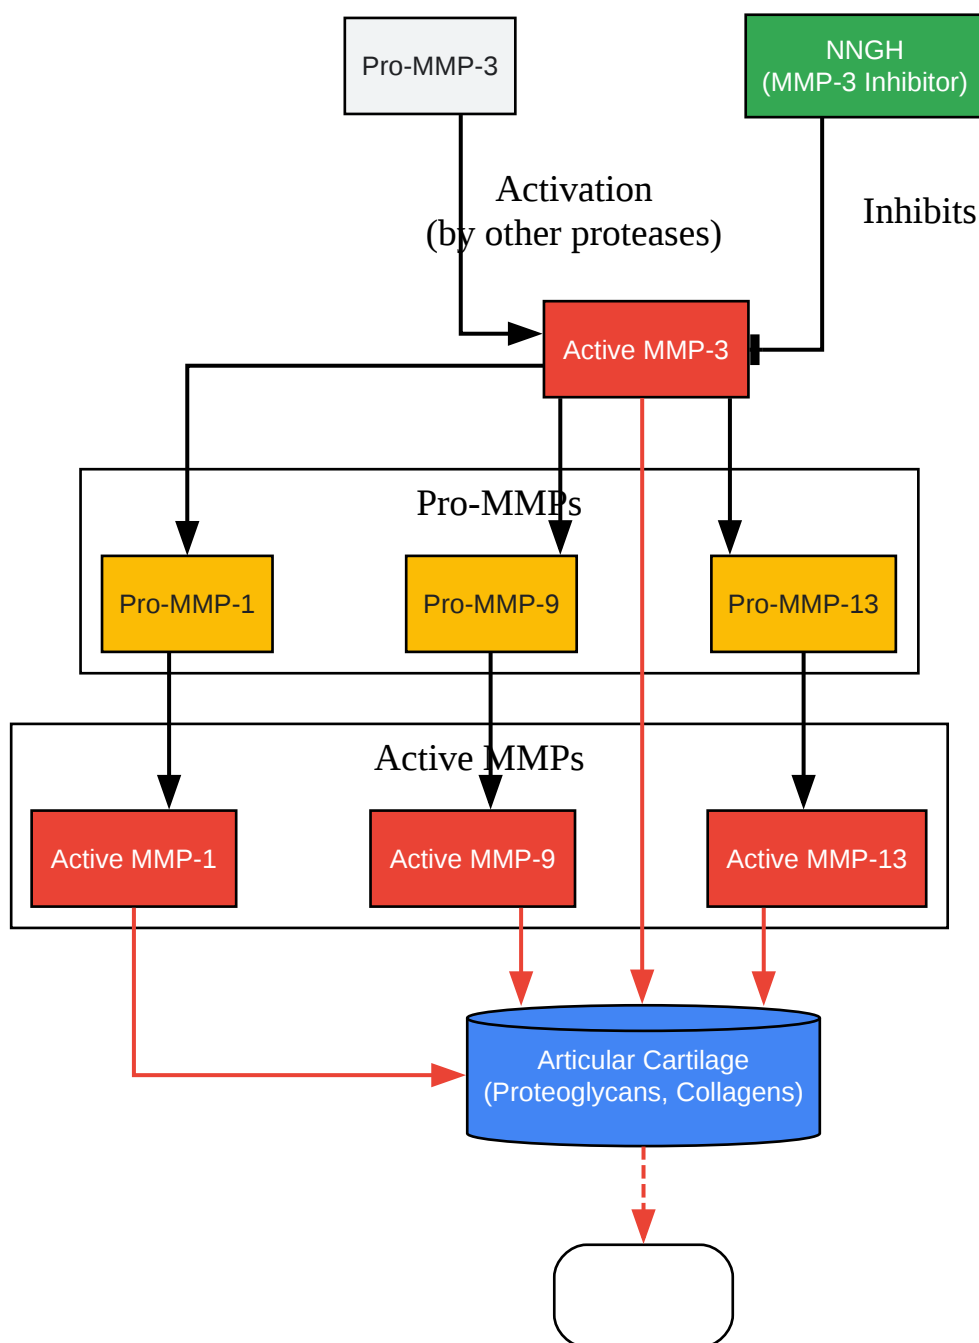 Pro-MMP-3
NNGH
(MMP-3 Inhibitor)
Activation
(by other proteases)
Inhibits
Active MMP-3
Pro-MMPs
Pro-MMP-1
Pro-MMP-9
Pro-MMP-13
Active MMPs
Active MMP-1
Active MMP-9
Active MMP-13
Articular Cartilage
(Proteoglycans, Collagens)